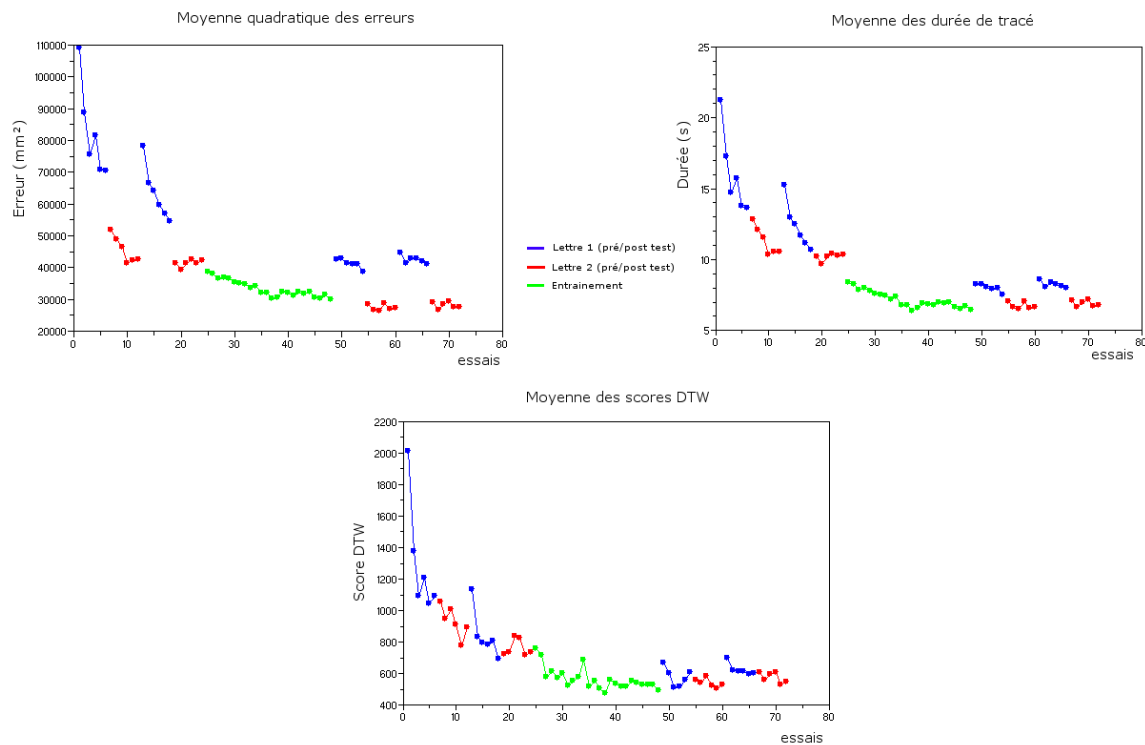 Moyenne quadratique des erreurs
110000
100000
90000
80000
70000
60000
50000
40000
30000
20000
Erreur (mm²)
0 10 20 30 40 50 60 70 80
essais
Moyenne des durée de tracé
25
20
15
10
5
Durée (s)
0 10 20 30 40 50 60 70 80
essais
Lettre 1 (pré/post test)
Lettre 2 (pré/post test)
Entrainement
Moyenne des scores DTW
2200
2000
1800
1600
1400
1200
1000
800
600
400
Score DTW
0 10 20 30 40 50 60 70 80
essais